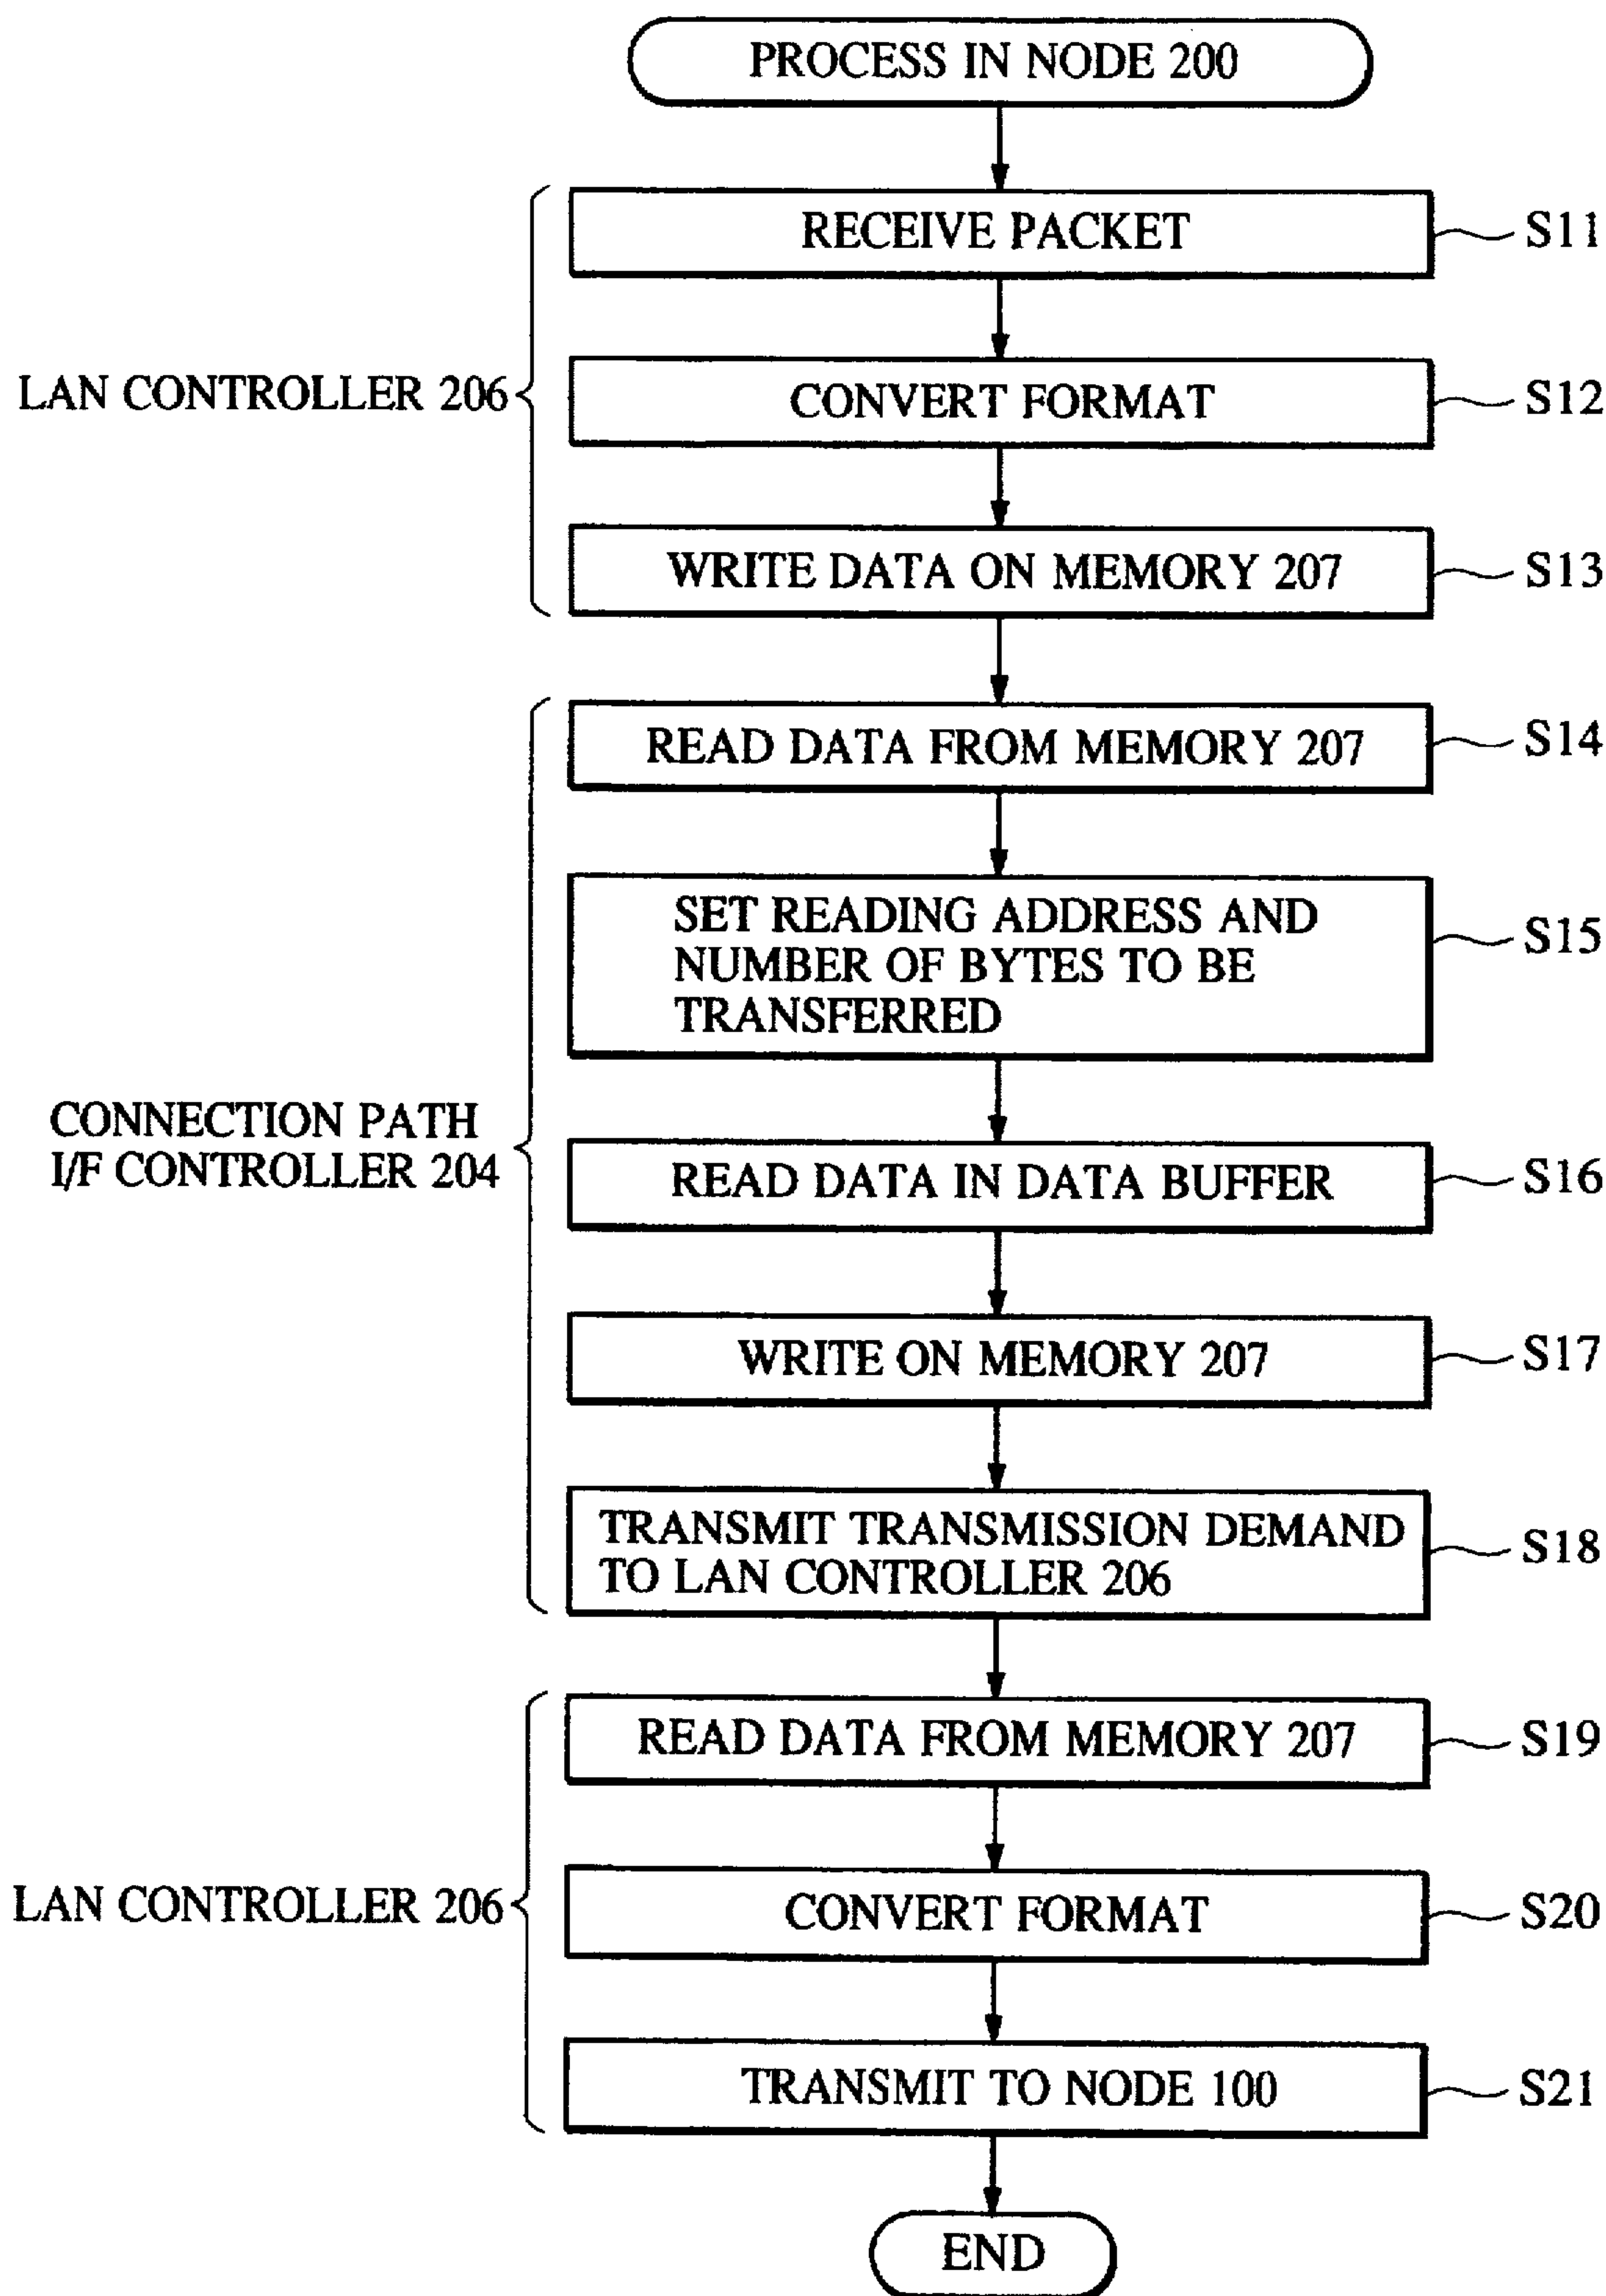 PROCESS IN NODE 200
RECEIVE PACKET
S11
LAN CONTROLLER 206
CONVERT FORMAT
S12
WRITE DATA ON MEMORY 207
S13
READ DATA FROM MEMORY 207
S14
SET READING ADDRESS AND
NUMBER OF BYTES TO BE
TRANSFERRED
S15
CONNECTION PATH
I/F CONTROLLER 204
READ DATA IN DATA BUFFER
S16
WRITE ON MEMORY 207
S17
TRANSMIT TRANSMISSION DEMAND
TO LAN CONTROLLER 206
S18
READ DATA FROM MEMORY 207
S19
LAN CONTROLLER 206
CONVERT FORMAT
S20
TRANSMIT TO NODE 100
S21
END